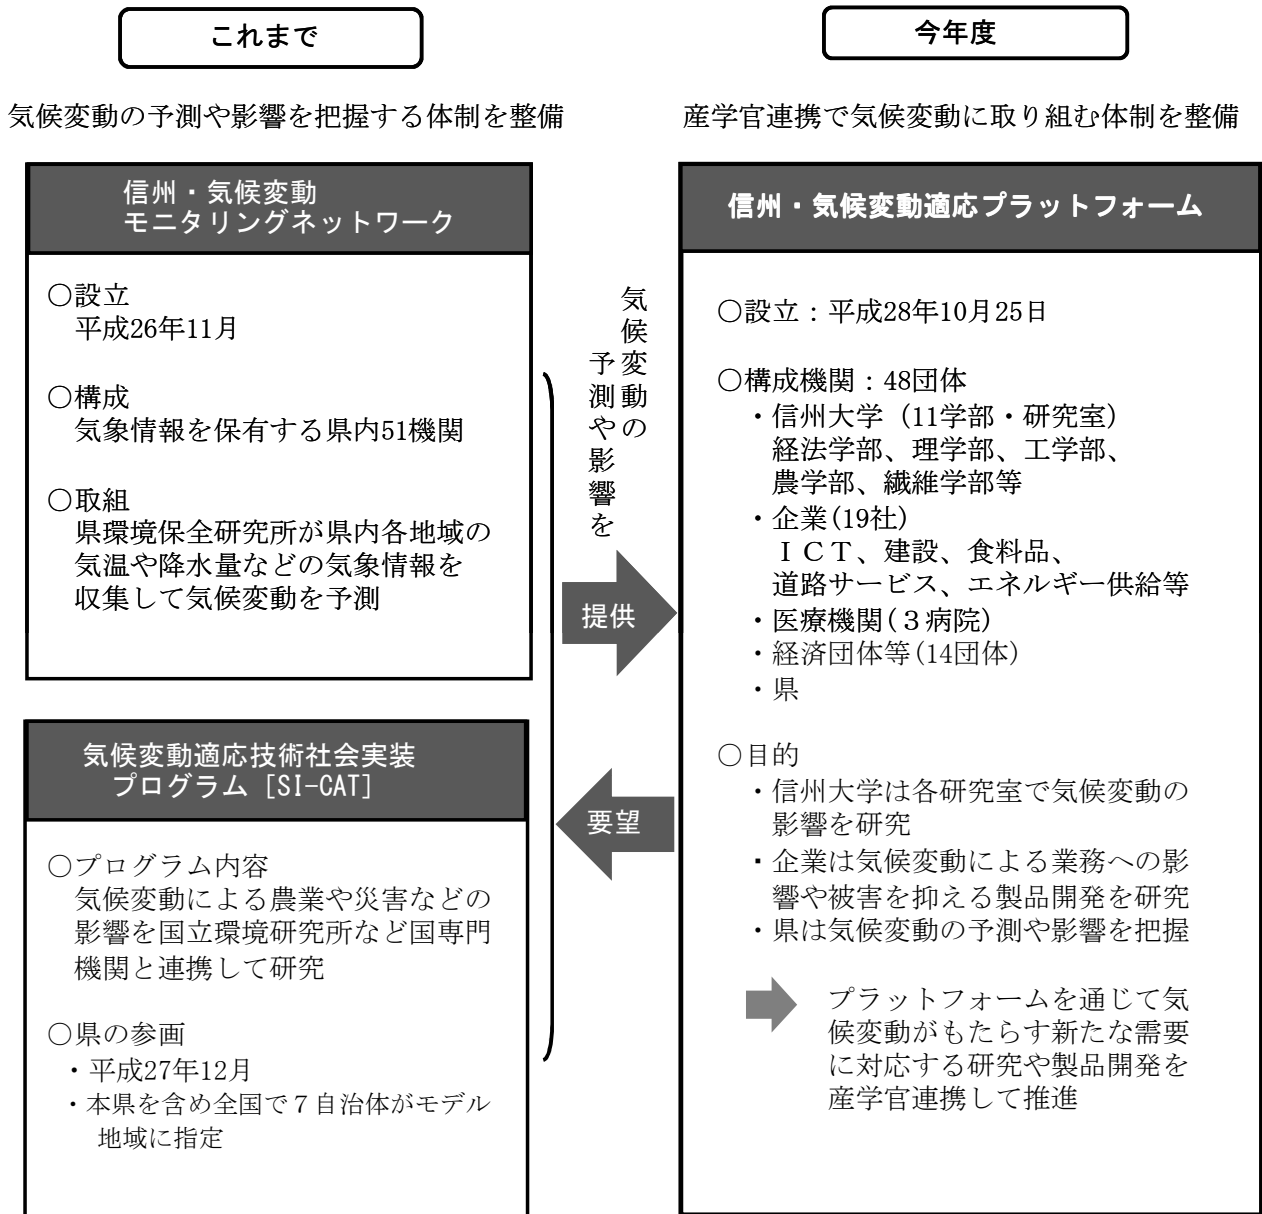 これまで
気候変動の予測や影響を把握する体制を整備
信州・気候変動
モニタリングネットワーク
○設立
平成26年11月
○構成
気象情報を保有する県内51機関
○取組
県環境保全研究所が県内各地域の
気温や降水量などの気象情報を
収集して気候変動を予測
気候変動適応技術社会実装
プログラム［SI-CAT］
○プログラム内容
気候変動による農業や災害などの
影響を国立環境研究所など国専門
機関と連携して研究
○県の参画
・平成27年12月
・本県を含め全国で７自治体がモデル
地域に指定
気候変動の
予測や影響を
提供
要望
今年度
産学官連携で気候変動に取り組む体制を整備
信州・気候変動適応プラットフォーム
○設立：平成28年10月25日
○構成機関：48団体
・信州大学（11学部・研究室）
経法学部、理学部、工学部、
農学部、繊維学部等
・企業(19社)
ＩＣＴ、建設、食料品、
道路サービス、エネルギー供給等
・医療機関(３病院)
・経済団体等(14団体)
・県
○目的
・信州大学は各研究室で気候変動の
影響を研究
・企業は気候変動による業務への影
響や被害を抑える製品開発を研究
・県は気候変動の予測や影響を把握
プラットフォームを通じて気
候変動がもたらす新たな需要
に対応する研究や製品開発を
産学官連携して推進